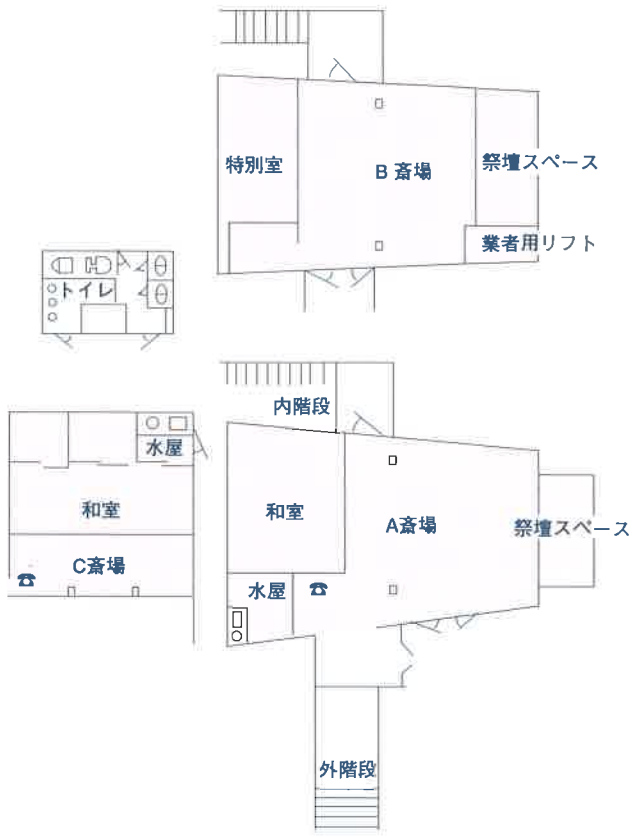 特別室
B 斎場
祭壇スペース
業者用リフト
トイレ
内階段
水屋
和室
C斎場
☎
和室
A斎場
祭壇スペース
水屋
☎
外階段